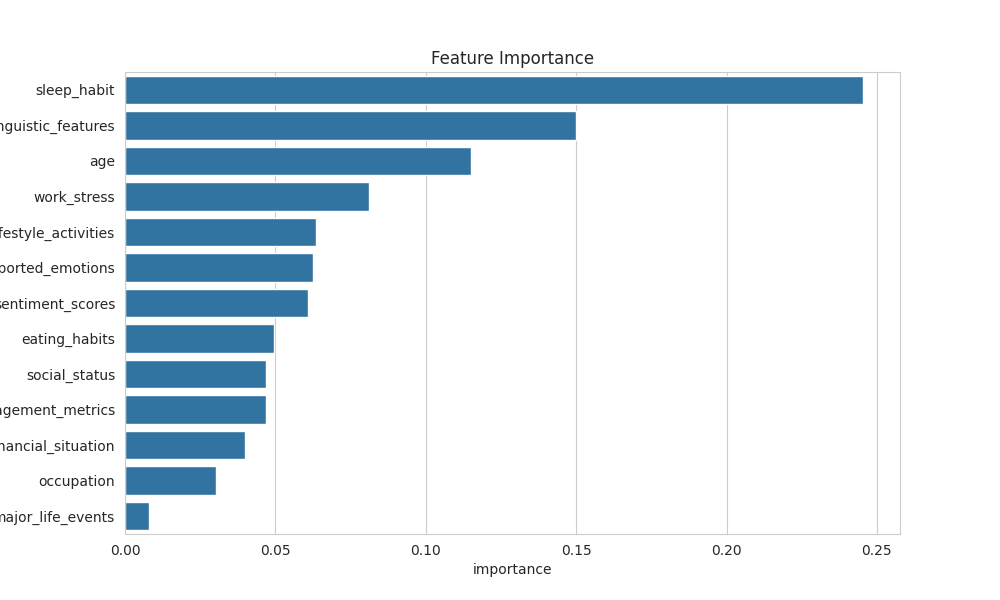 Feature Importance
sleep_habit
nguistic_features
age
work_stress
festyle_activities
ported_emotions
sentiment_scores
eating_habits
social_status
agement_metrics
nancial_situation
occupation
major_life_events
0.00 0.05 0.10 0.15 0.20 0.25
importance